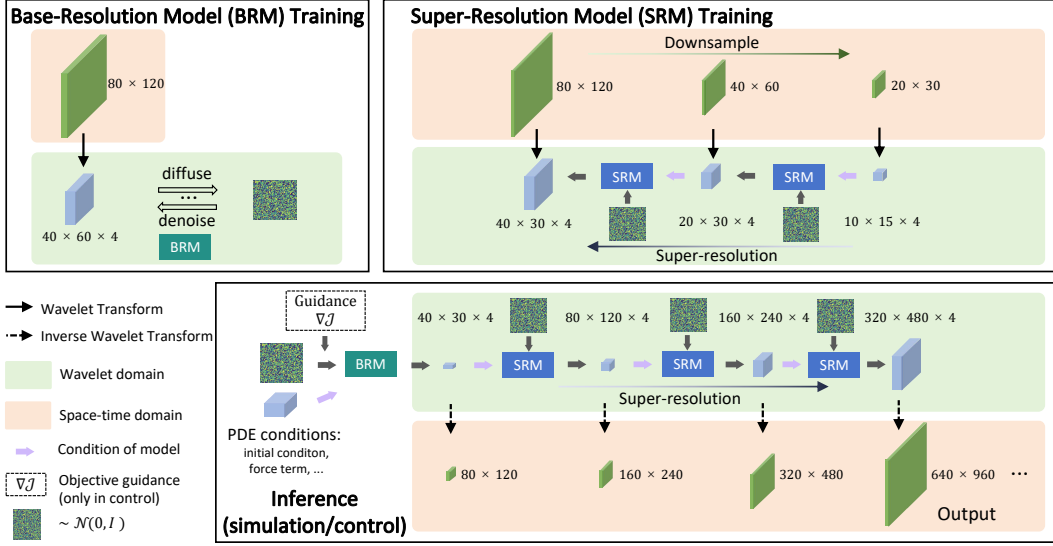 Base-Resolution Model (BRM) Training
80 × 120
diffuse
...
denoise
40 × 60 × 4
BRM
Super-Resolution Model (SRM) Training
Downsample
80 × 120
40 × 60
20 × 30
SRM
SRM
40 × 30 × 4
20 × 30 × 4
10 × 15 × 4
Super-resolution
Wavelet Transform
Inverse Wavelet Transform
Wavelet domain
Space-time domain
Condition of model
∇𝒥
Objective guidance
(only in control)
~ 𝒩(0, I)
Guidance
∇𝒥
BRM
PDE conditions:
initial conditon,
force term, ...
Inference
(simulation/control)
40 × 30 × 4
80 × 120 × 4
160 × 240 × 4
320 × 480 × 4
SRM
SRM
SRM
Super-resolution
80 × 120
160 × 240
320 × 480
640 × 960
...
Output